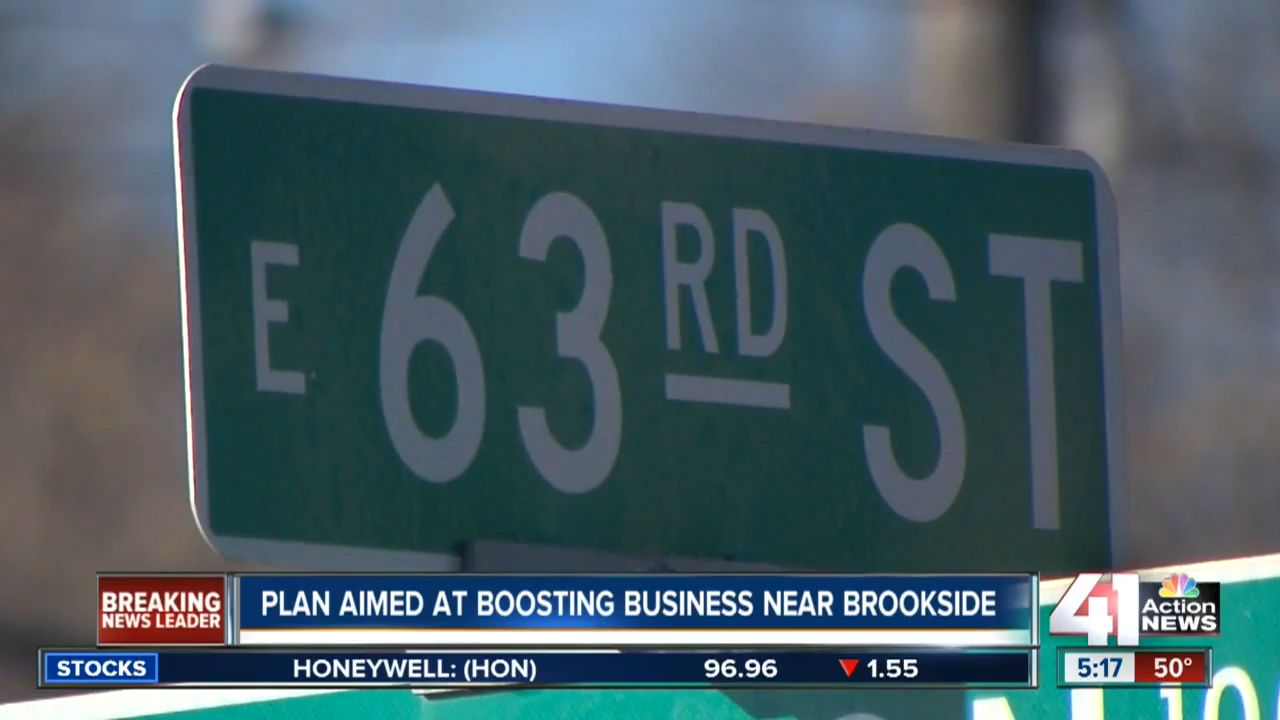 E 63RD ST
BREAKING
NEWS LEADER
PLAN AIMED AT BOOSTING BUSINESS NEAR BROOKSIDE
41 Action
NEWS
STOCKS HONEYWELL: (HON) 96.96 ▼ 1.55
5:17 50°